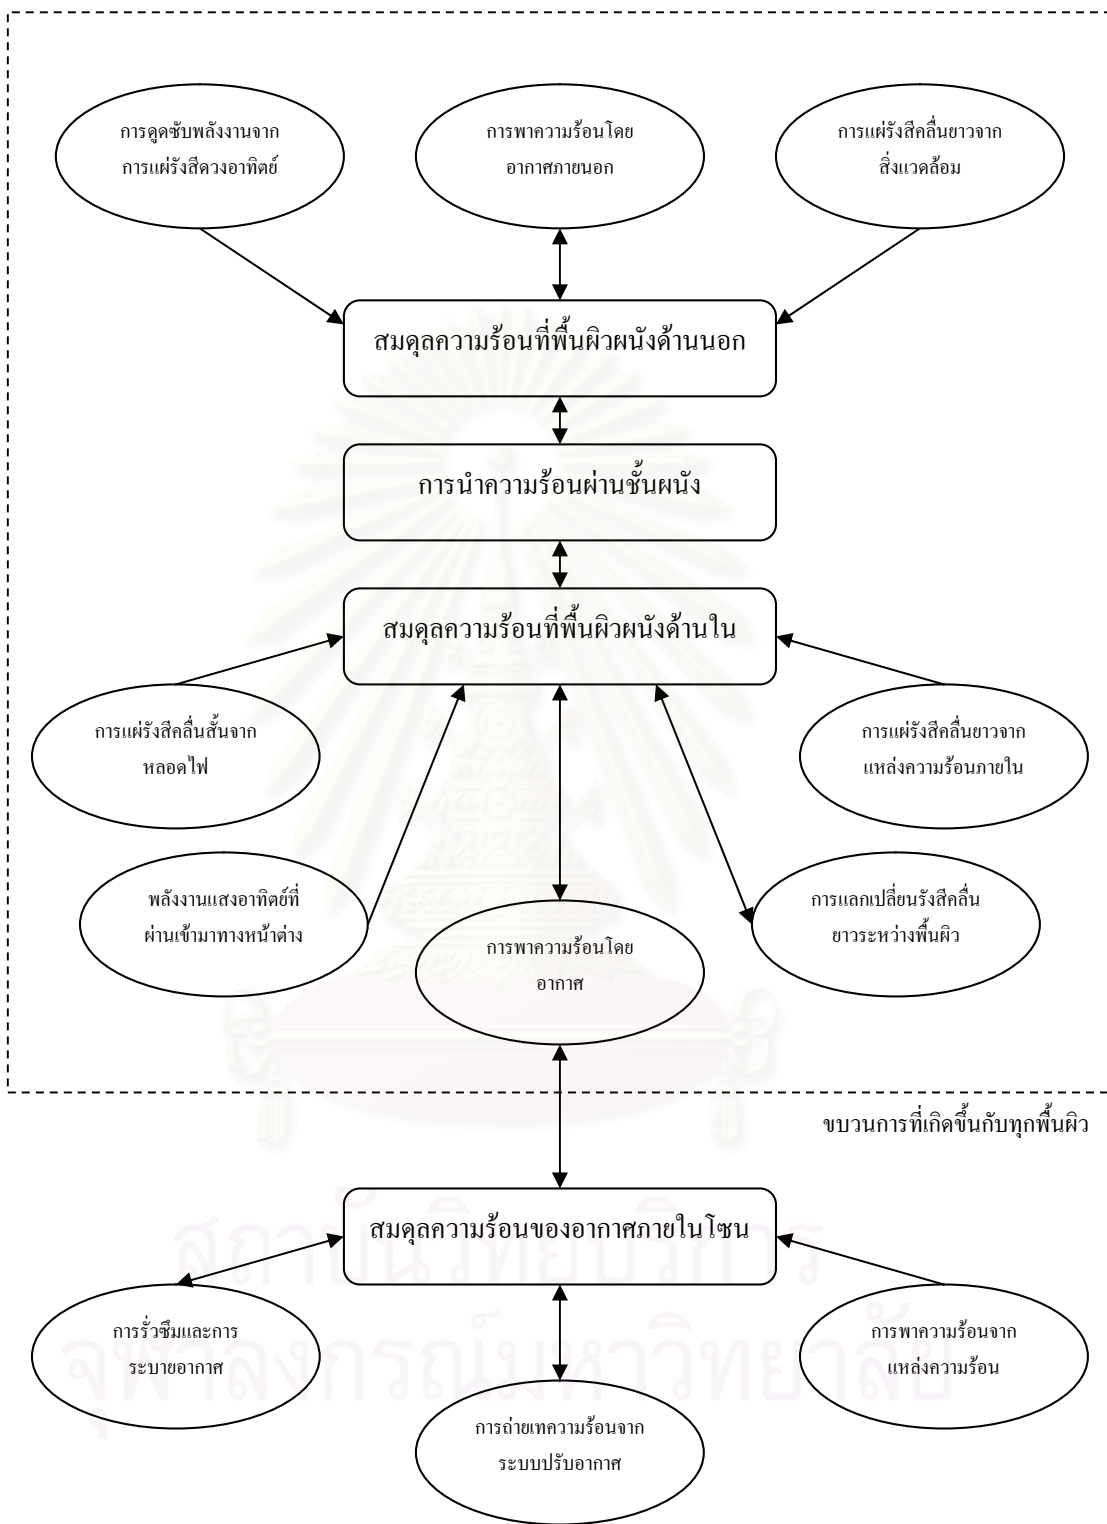 การดูดซับพลังงานจาก
การแผ่รังสีดวงอาทิตย์
การพาความร้อนโดย
อากาศภายนอก
การแผ่รังสีคลื่นยาวจาก
สิ่งแวดล้อม
สมดุลความร้อนที่พื้นผิวผนังด้านนอก
การนำความร้อนผ่านชั้นผนัง
สมดุลความร้อนที่พื้นผิวผนังด้านใน
การแผ่รังสีคลื่นสั้นจาก
หลอดไฟ
การแผ่รังสีคลื่นยาวจาก
แหล่งความร้อนภายใน
พลังงานแสงอาทิตย์ที่
ผ่านเข้ามาทางหน้าต่าง
การพาความร้อนโดย
อากาศ
การแลกเปลี่ยนรังสีคลื่น
ยาวระหว่างพื้นผิว
ขบวนการที่เกิดขึ้นกับทุกพื้นผิว
สมดุลความร้อนของอากาศภายในโซน
สถาบันวิทยบริการ
จุฬาลงกรณ์มหาวิทยาลัย
การรั่วซึมและการ
ระบายอากาศ
การถ่ายเทความร้อนจาก
ระบบปรับอากาศ
การพาความร้อนจาก
แหล่งความร้อน